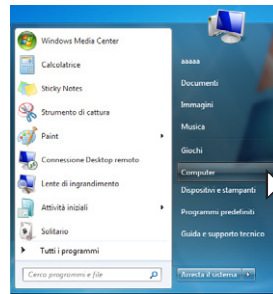 Windows Media Center
Calcolatrice
Sticky Notes
Strumento di cattura
Paint
Connessione Desktop remoto
Lente di ingrandimento
Attività iniziali
Solitario
Tutti i programmi
Cerca programmi e file
aaaaa
Documenti
Immagini
Musica
Giochi
Computer
Dispositivi e stampanti
Programmi predefiniti
Guida e supporto tecnico
Arresta il sistema